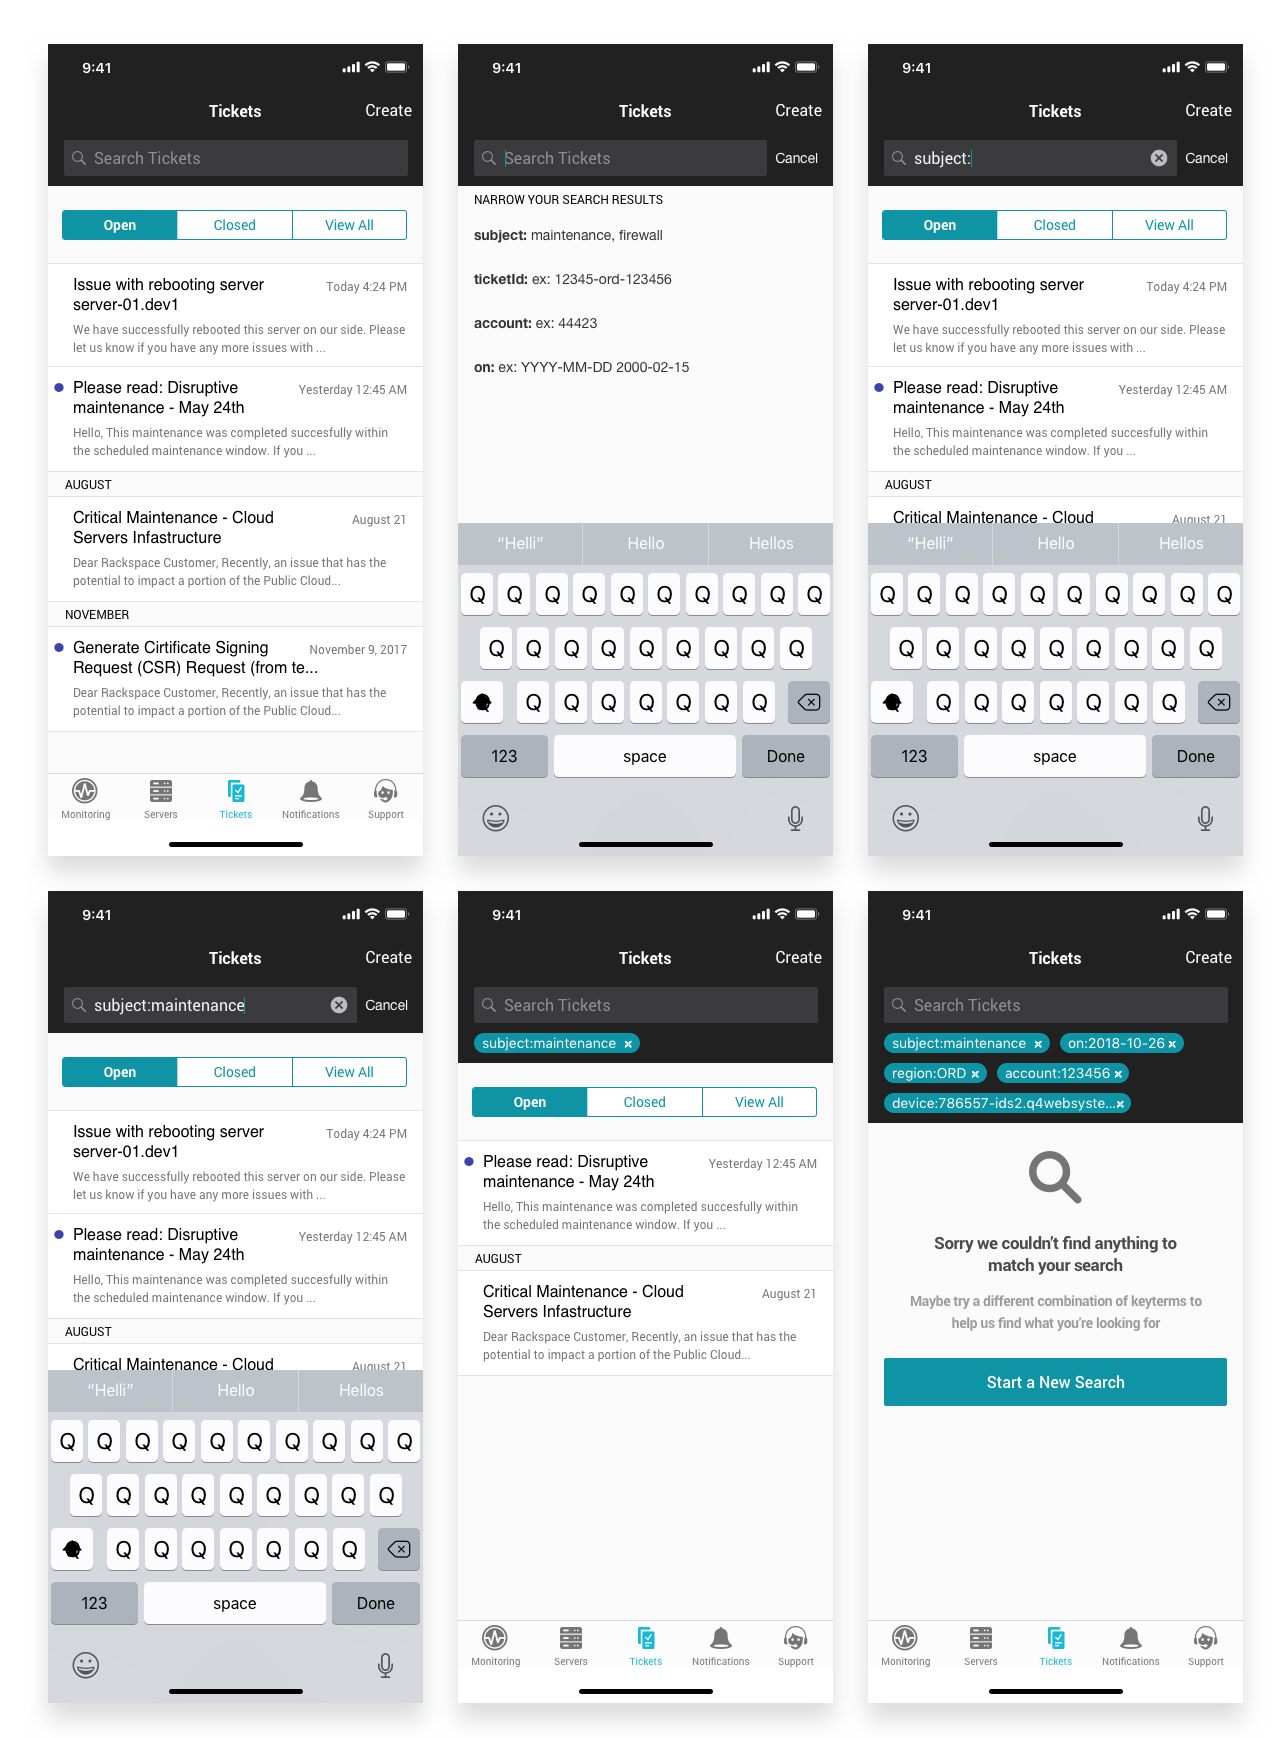 9:41
Tickets
Create
Search Tickets
Open
Closed
View All
Issue with rebooting server
server-01.dev1
Today 4:24 PM
We have successfully rebooted this server on our side. Please
let us know if you have any more issues with ...
Please read: Disruptive
maintenance - May 24th
Yesterday 12:45 AM
Hello, This maintenance was completed succesfully within
the scheduled maintenance window. If you ...
AUGUST
Critical Maintenance - Cloud
Servers Infastructure
August 21
Dear Rackspace Customer, Recently, an issue that has the
potential to impact a portion of the Public Cloud...
NOVEMBER
Generate Cirtificate Signing
Request (CSR) Request (from te...
November 9, 2017
Dear Rackspace Customer, Recently, an issue that has the
potential to impact a portion of the Public Cloud...
Monitoring
Servers
Tickets
Notifications
Support
9:41
Tickets
Create
Search Tickets
Cancel
NARROW YOUR SEARCH RESULTS
subject: maintenance, firewall
ticketId: ex: 12345-ord-123456
account: ex: 44423
on: ex: YYYY-MM-DD 2000-02-15
“Helli”
Hello
Hellos
Q Q Q Q Q Q Q Q Q Q
Q Q Q Q Q Q Q Q Q
Q Q Q Q Q Q Q
123
space
Done
9:41
Tickets
Create
subject:
Cancel
Open
Closed
View All
Issue with rebooting server
server-01.dev1
Today 4:24 PM
We have successfully rebooted this server on our side. Please
let us know if you have any more issues with ...
Please read: Disruptive
maintenance - May 24th
Yesterday 12:45 AM
Hello, This maintenance was completed succesfully within
the scheduled maintenance window. If you ...
AUGUST
Critical Maintenance - Cloud
August 21
“Helli”
Hello
Hellos
Q Q Q Q Q Q Q Q Q Q
Q Q Q Q Q Q Q Q Q
Q Q Q Q Q Q Q
123
space
Done
9:41
Tickets
Create
subject:maintenance
Cancel
Open
Closed
View All
Issue with rebooting server
server-01.dev1
Today 4:24 PM
We have successfully rebooted this server on our side. Please
let us know if you have any more issues with ...
Please read: Disruptive
maintenance - May 24th
Yesterday 12:45 AM
Hello, This maintenance was completed succesfully within
the scheduled maintenance window. If you ...
AUGUST
Critical Maintenance - Cloud
August 21
“Helli”
Hello
Hellos
Q Q Q Q Q Q Q Q Q Q
Q Q Q Q Q Q Q Q Q
Q Q Q Q Q Q Q
123
space
Done
9:41
Tickets
Create
Search Tickets
subject:maintenance
Open
Closed
View All
Please read: Disruptive
maintenance - May 24th
Yesterday 12:45 AM
Hello, This maintenance was completed succesfully within
the scheduled maintenance window. If you ...
AUGUST
Critical Maintenance - Cloud
Servers Infastructure
August 21
Dear Rackspace Customer, Recently, an issue that has the
potential to impact a portion of the Public Cloud...
Monitoring
Servers
Tickets
Notifications
Support
9:41
Tickets
Create
Search Tickets
subject:maintenance
on:2018-10-26
region:ORD
account:123456
device:786557-ids2.q4websyste...
Sorry we couldn’t find anything to
match your search
Maybe try a different combination of keyterms to
help us find what you’re looking for
Start a New Search
Monitoring
Servers
Tickets
Notifications
Support